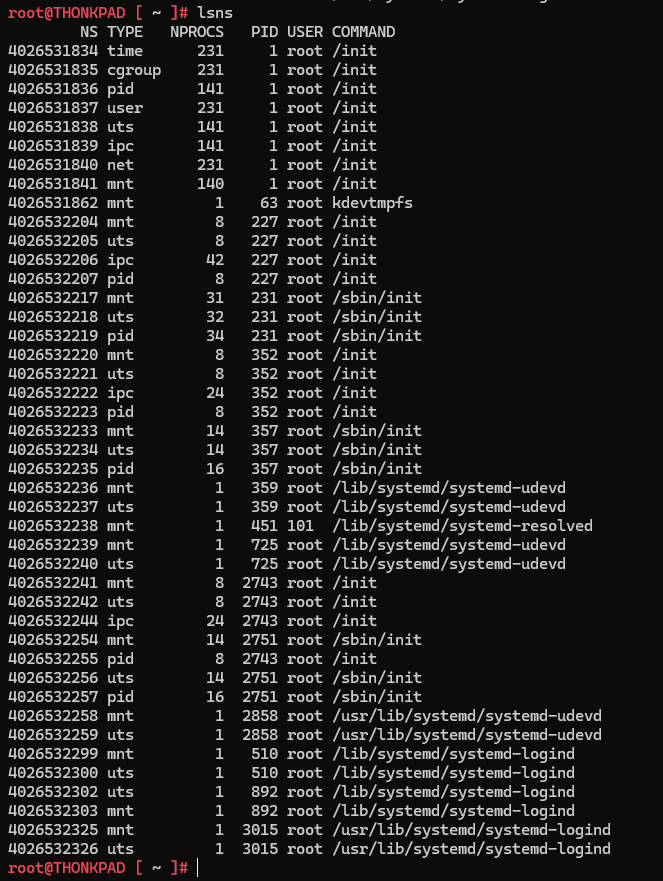 root@THONKPAD [ ~ ]# lsns
        NS TYPE   NPROCS   PID USER COMMAND
4026531834 time      231     1 root /init
4026531835 cgroup    231     1 root /init
4026531836 pid       141     1 root /init
4026531837 user      231     1 root /init
4026531838 uts       141     1 root /init
4026531839 ipc       141     1 root /init
4026531840 net       231     1 root /init
4026531841 mnt       140     1 root /init
4026531862 mnt         1    63 root kdevtmpfs
4026532204 mnt         8   227 root /init
4026532205 uts         8   227 root /init
4026532206 ipc        42   227 root /init
4026532207 pid         8   227 root /init
4026532217 mnt        31   231 root /sbin/init
4026532218 uts        32   231 root /sbin/init
4026532219 pid        34   231 root /sbin/init
4026532220 mnt         8   352 root /init
4026532221 uts         8   352 root /init
4026532222 ipc        24   352 root /init
4026532223 pid         8   352 root /init
4026532233 mnt        14   357 root /sbin/init
4026532234 uts        14   357 root /sbin/init
4026532235 pid        16   357 root /sbin/init
4026532236 mnt         1   359 root /lib/systemd/systemd-udevd
4026532237 uts         1   359 root /lib/systemd/systemd-udevd
4026532238 mnt         1   451 101  /lib/systemd/systemd-resolved
4026532239 mnt         1   725 root /lib/systemd/systemd-udevd
4026532240 uts         1   725 root /lib/systemd/systemd-udevd
4026532241 mnt         8  2743 root /init
4026532242 uts         8  2743 root /init
4026532244 ipc        24  2743 root /init
4026532254 mnt        14  2751 root /sbin/init
4026532255 pid         8  2743 root /init
4026532256 uts        14  2751 root /sbin/init
4026532257 pid        16  2751 root /sbin/init
4026532258 mnt         1  2858 root /usr/lib/systemd/systemd-udevd
4026532259 uts         1  2858 root /usr/lib/systemd/systemd-udevd
4026532299 mnt         1   510 root /lib/systemd/systemd-logind
4026532300 uts         1   510 root /lib/systemd/systemd-logind
4026532302 uts         1   892 root /lib/systemd/systemd-logind
4026532303 mnt         1   892 root /lib/systemd/systemd-logind
4026532325 mnt         1  3015 root /usr/lib/systemd/systemd-logind
4026532326 uts         1  3015 root /usr/lib/systemd/systemd-logind
root@THONKPAD [ ~ ]#